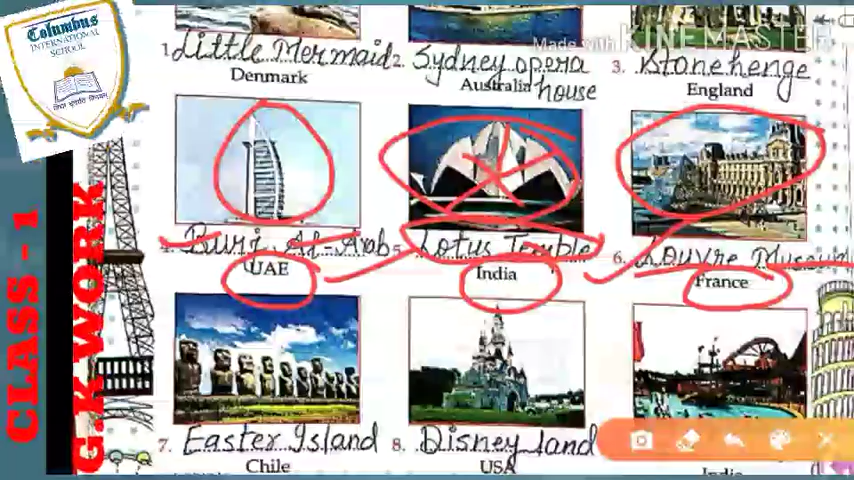 Columbus
INTERNATIONAL
SCHOOL
Made with KINEMASTER
1. Little Mermaid 2. Sydney opera house 3. Stonehenge
Denmark Australia England
4. Burj Al-Arab 5. Lotus Temple 6. Louvre Museum
UAE India France
7. Easter Island 8. Disney land
Chile USA India
CLASS - 1
G.K WORK